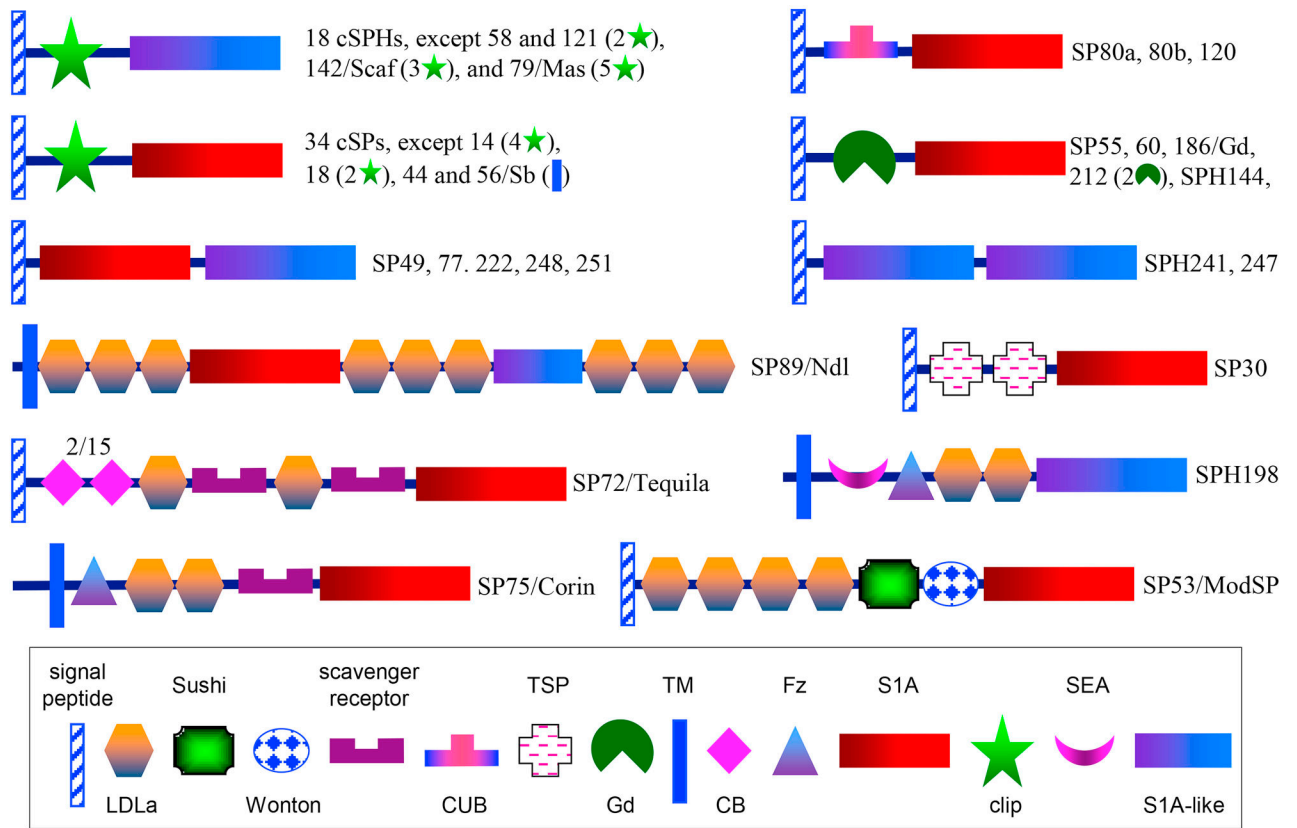 18 cSPHs, except 58 and 121 (2),
142/Scaf (3), and 79/Mas (5)
SP80a, 80b, 120
34 cSPs, except 14 (4),
18 (2), 44 and 56/Sb ()
SP55, 60, 186/Gd,
212 (2), SPH144,
SP49, 77. 222, 248, 251
SPH241, 247
SP89/Ndl
SP30
2/15
SP72/Tequila
SPH198
SP75/Corin
SP53/ModSP
signal
peptide
Sushi
scavenger
receptor
TSP
TM
Fz
S1A
SEA
LDLa
Wonton
CUB
Gd
CB
clip
S1A-like